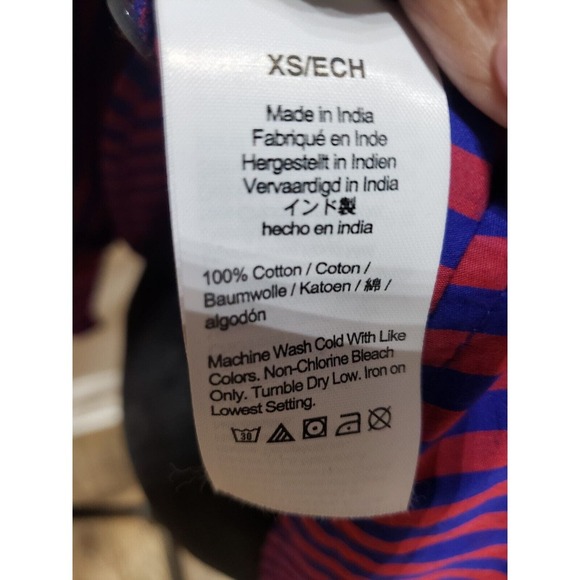 XS/ECH
Made in India
Fabriqué en Inde
Hergestellt in Indien
Vervaardigd in India
インド製
hecho en india
100% Cotton / Coton /
Baumwolle / Katoen / 綿 /
algodón
Machine Wash Cold With Like
Colors. Non-Chlorine Bleach
Only. Tumble Dry Low. Iron on
Lowest Setting.
30